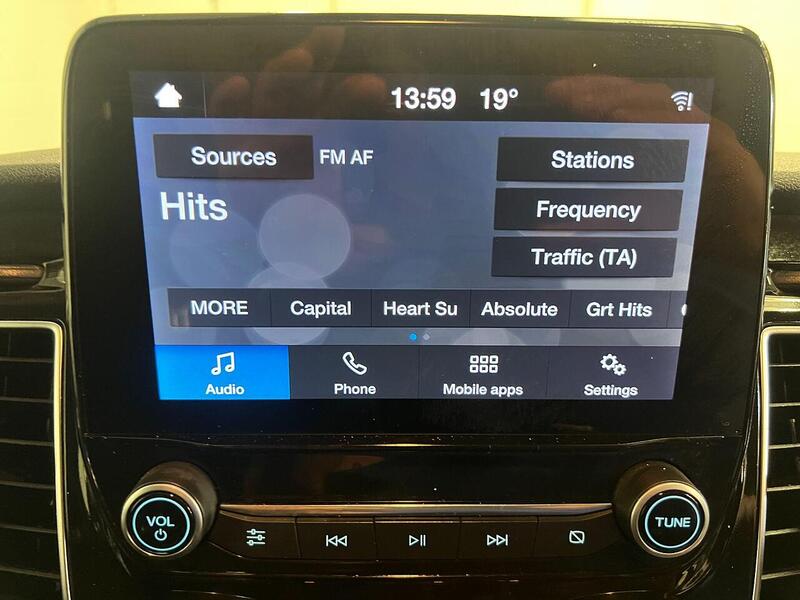 13:59 19°
Sources FM AF Stations
Hits Frequency
Traffic (TA)
MORE Capital Heart Su Absolute Grt Hits
Audio Phone Mobile apps Settings
VOL TUNE